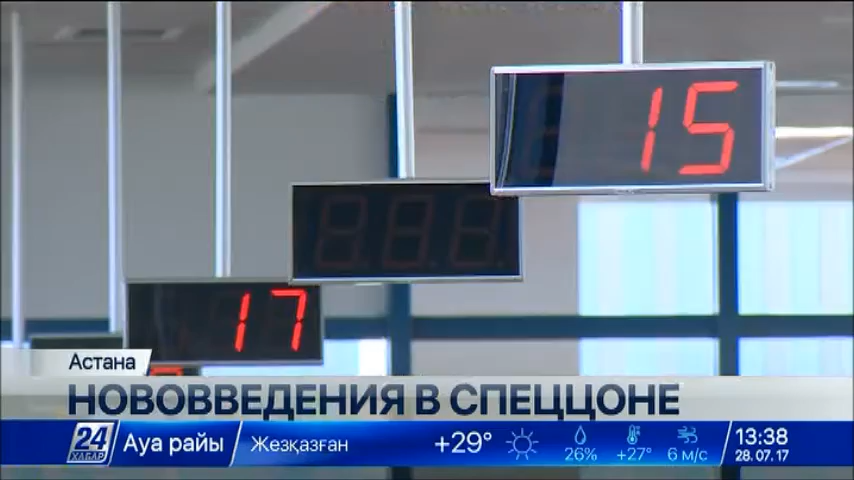 15
17
Астана
НОВОВВЕДЕНИЯ В СПЕЦЦОНЕ
24
ХАБАР
Ауа райы
Жезқазған
+29°
26%
+27°
6 м/с
13:38
28.07.17